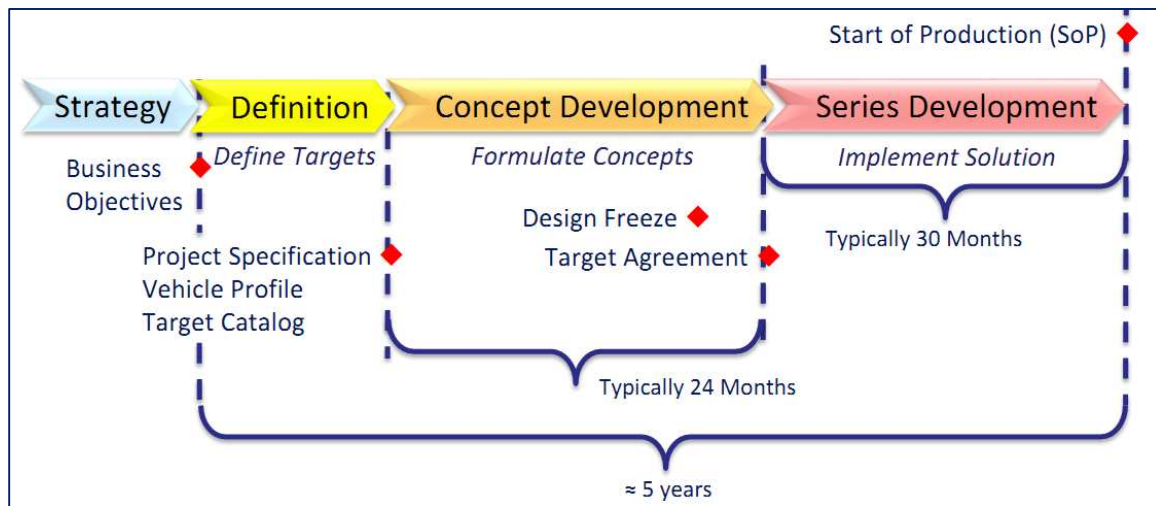 Start of Production (SoP)
Strategy
Definition
Concept Development
Series Development
Define Targets
Formulate Concepts
Implement Solution
Business
Objectives
Design Freeze
Typically 30 Months
Project Specification
Target Agreement
Vehicle Profile
Target Catalog
Typically 24 Months
≈ 5 years